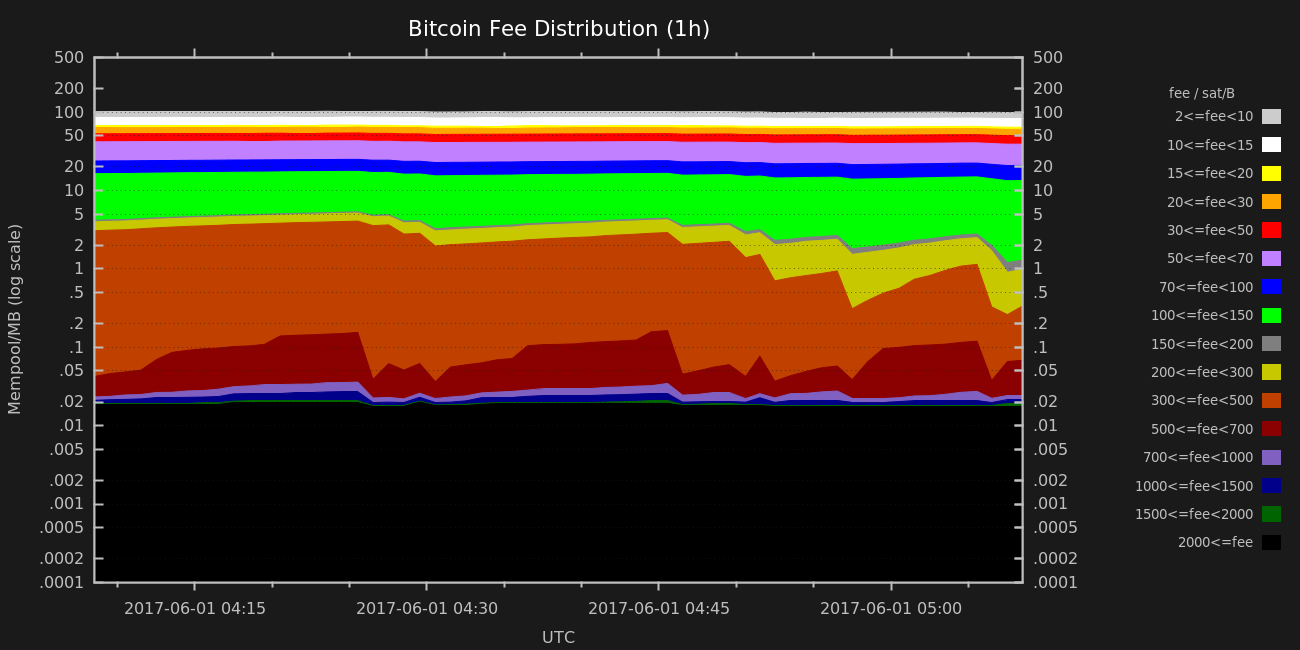 Bitcoin Fee Distribution (1h)
Mempool/MB (log scale)
500
200
100
50
20
10
5
2
1
.5
.2
.1
.05
.02
.01
.005
.002
.001
.0005
.0002
.0001
500
200
100
50
20
10
5
2
1
.5
.2
.1
.05
.02
.01
.005
.002
.001
.0005
.0002
.0001
2017-06-01 04:15 2017-06-01 04:30 2017-06-01 04:45 2017-06-01 05:00
UTC
fee / sat/B
2<=fee<10
10<=fee<15
15<=fee<20
20<=fee<30
30<=fee<50
50<=fee<70
70<=fee<100
100<=fee<150
150<=fee<200
200<=fee<300
300<=fee<500
500<=fee<700
700<=fee<1000
1000<=fee<1500
1500<=fee<2000
2000<=fee